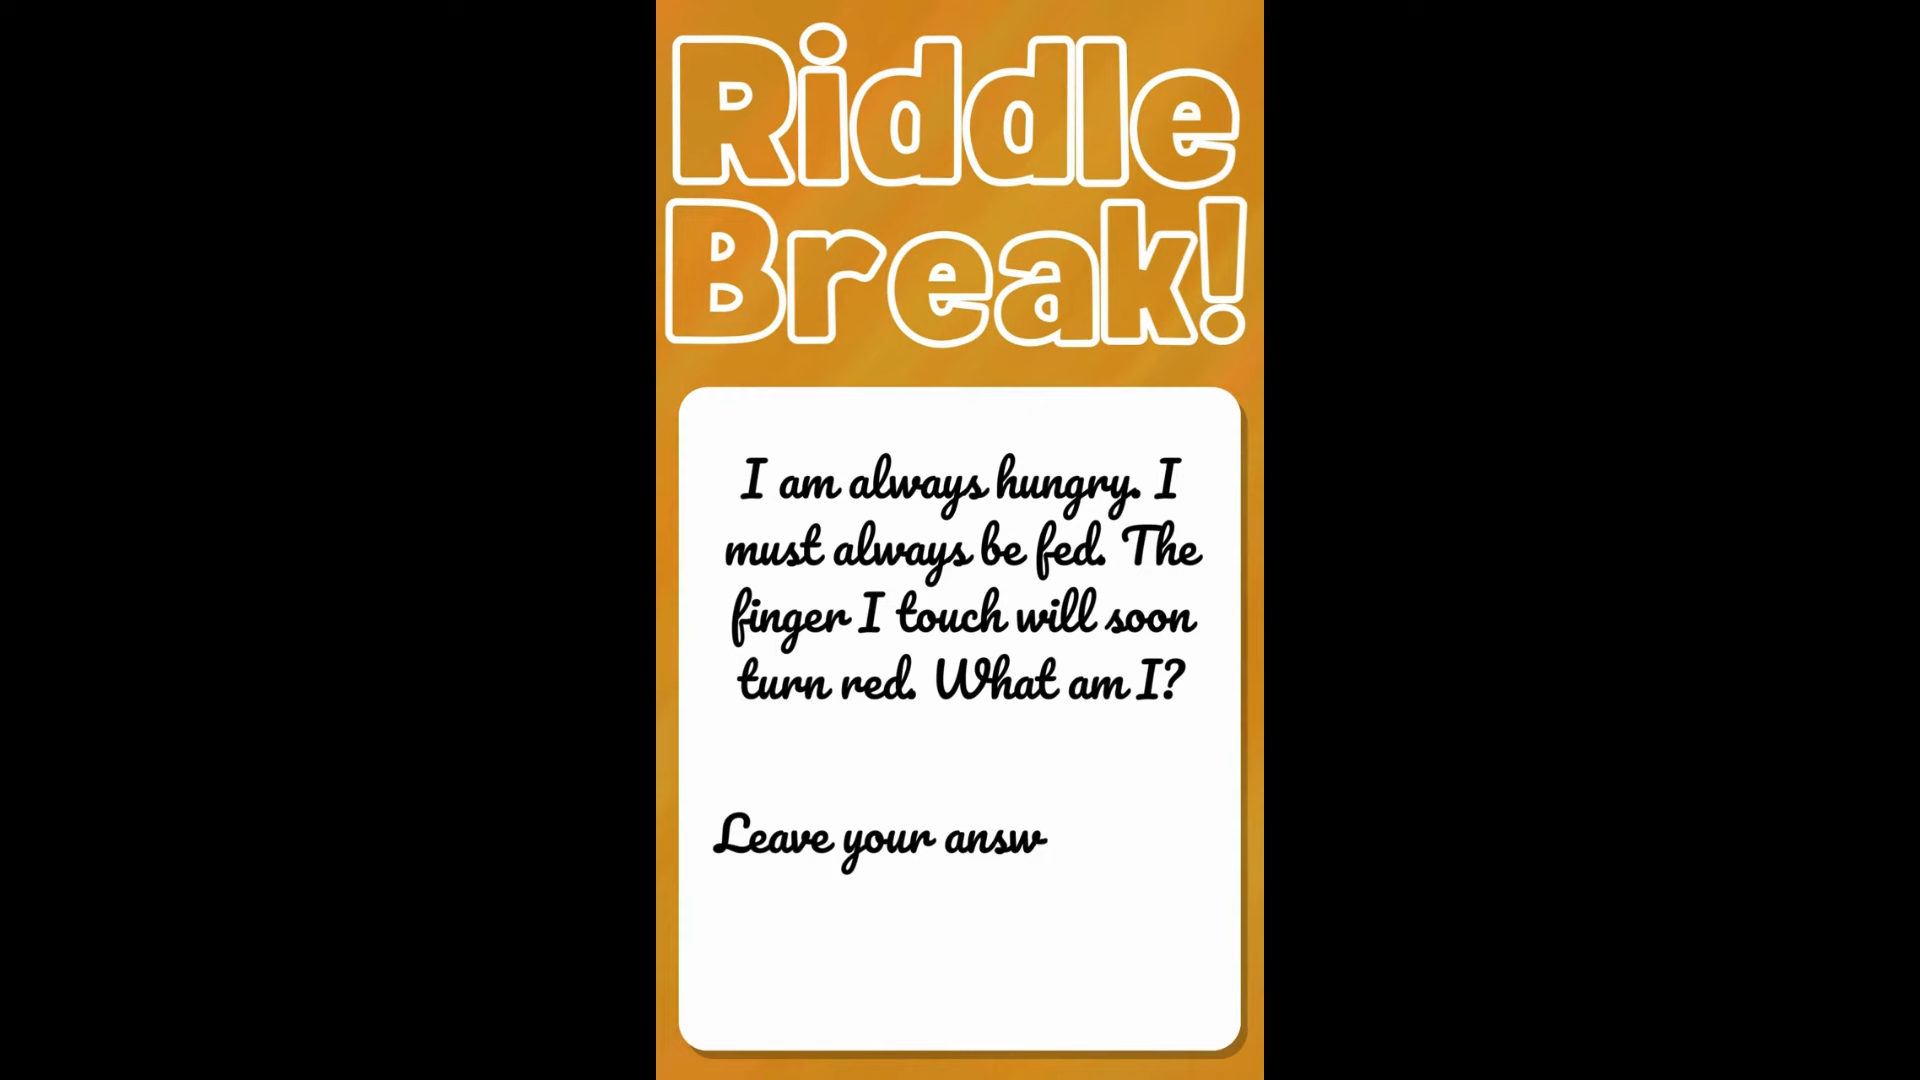 Riddle
Break!
I am always hungry. I
must always be fed. The
finger I touch will soon
turn red. What am I?
Leave your answ